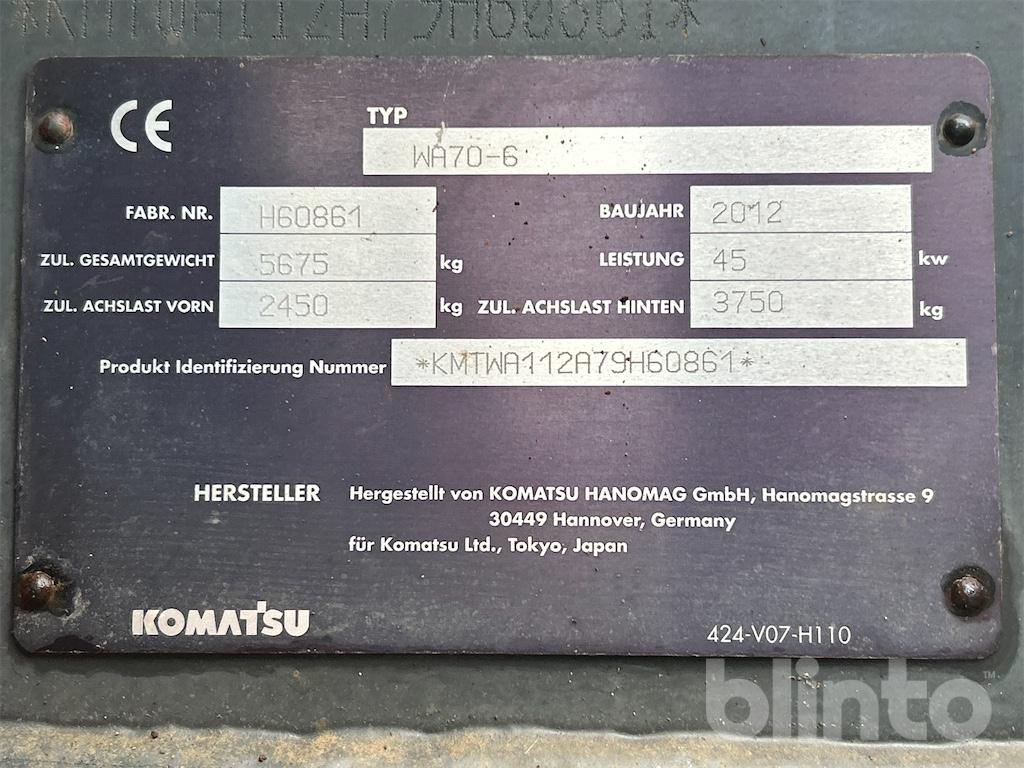 *KMTWA112A79H60861*
CE
TYP
WA70-6
FABR. NR. H60861 BAUJAHR 2012
ZUL. GESAMTGEWICHT 5675 kg LEISTUNG 45 kw
ZUL. ACHSLAST VORN 2450 kg ZUL. ACHSLAST HINTEN 3750 kg
Produkt Identifizierung Nummer *KMTWA112A79H60861*
HERSTELLER Hergestellt von KOMATSU HANOMAG GmbH, Hanomagstrasse 9
30449 Hannover, Germany
für Komatsu Ltd., Tokyo, Japan
KOMATSU
424-V07-H110
blinto™